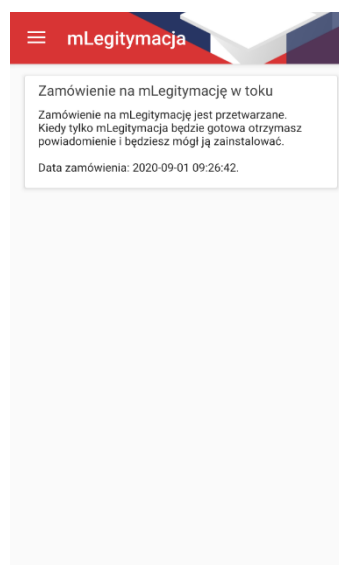 mLegitymacja
Zamówienie na mLegitymację w toku
Zamówienie na mLegitymację jest przetwarzane.
Kiedy tylko mLegitymacja będzie gotowa otrzymasz
powiadomienie i będziesz mógł ją zainstalować.
Data zamówienia: 2020-09-01 09:26:42.